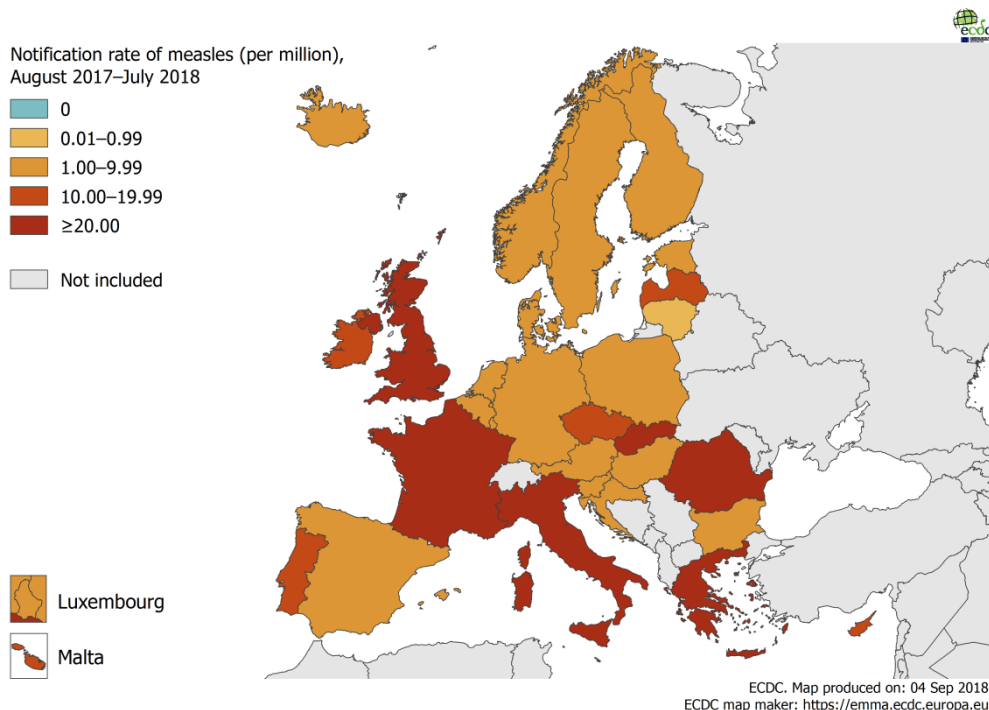 ecdc
Notification rate of measles (per million),
August 2017–July 2018
0
0.01–0.99
1.00–9.99
10.00–19.99
≥20.00
Not included
Luxembourg
Malta
ECDC. Map produced on: 04 Sep 2018
ECDC map maker: https://emma.ecdc.europa.eu